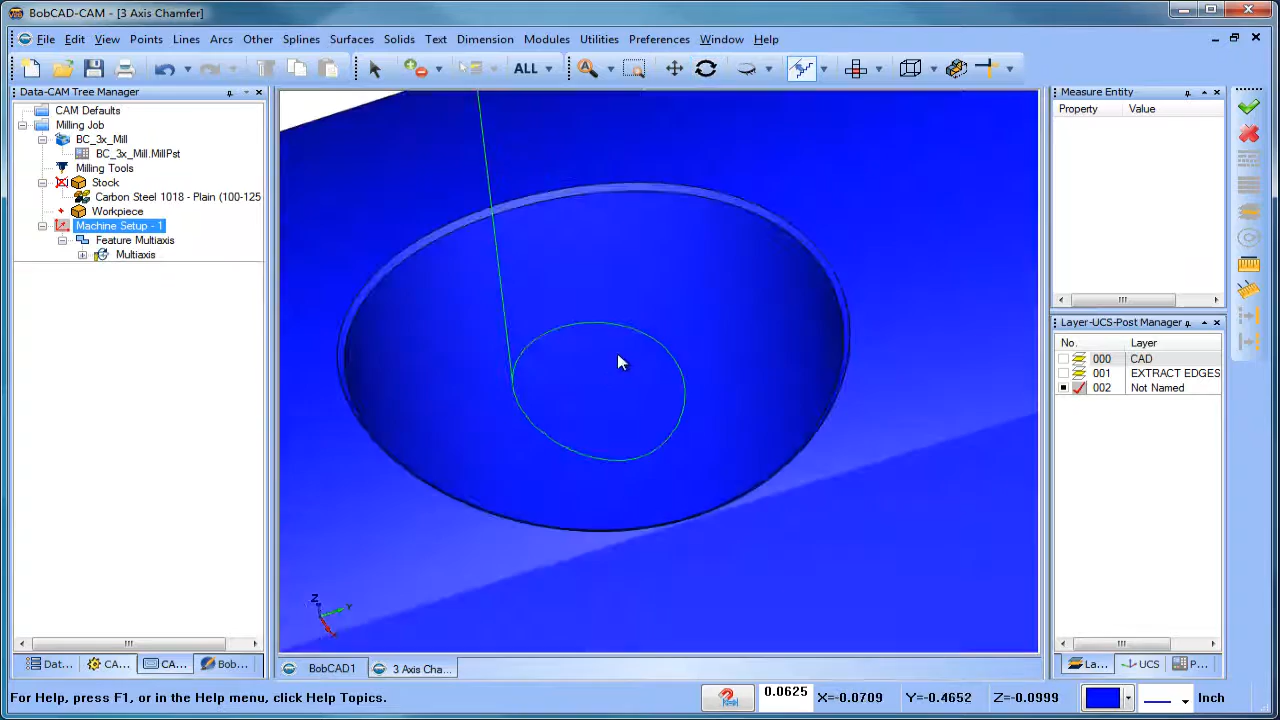 BobCAD-CAM - [3 Axis Chamfer]
File Edit View Points Lines Arcs Other Splines Surfaces Solids Text Dimension Modules Utilities Preferences Window Help
ALL
Data-CAM Tree Manager
CAM Defaults
Milling Job
BC_3x_Mill
BC_3x_Mill.MillPst
Milling Tools
Stock
Carbon Steel 1018 - Plain (100-125
Workpiece
Machine Setup - 1
Feature Multiaxis
Multiaxis
Measure Entity
Property Value
Layer-UCS-Post Manager
No. Layer
000 CAD
001 EXTRACT EDGES
002 Not Named
Z
Y
Dat... CA... CA... Bob...
BobCAD1 3 Axis Cha...
La... UCS P...
For Help, press F1, or in the Help menu, click Help Topics.
0.0625 X=-0.0709 Y=-0.4652 Z=-0.0999 Inch